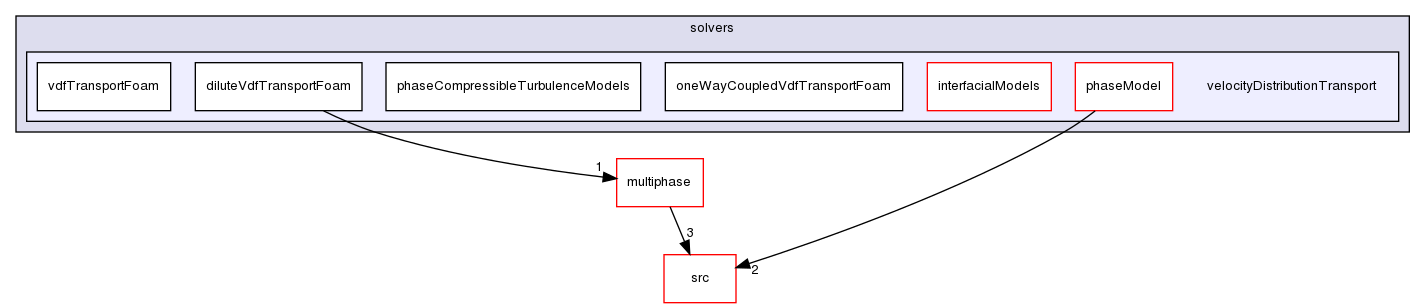 solvers
vdfTransportFoam
diluteVdfTransportFoam
phaseCompressibleTurbulenceModels
oneWayCoupledVdfTransportFoam
interfacialModels
phaseModel
velocityDistributionTransport
1
multiphase
3
2
src